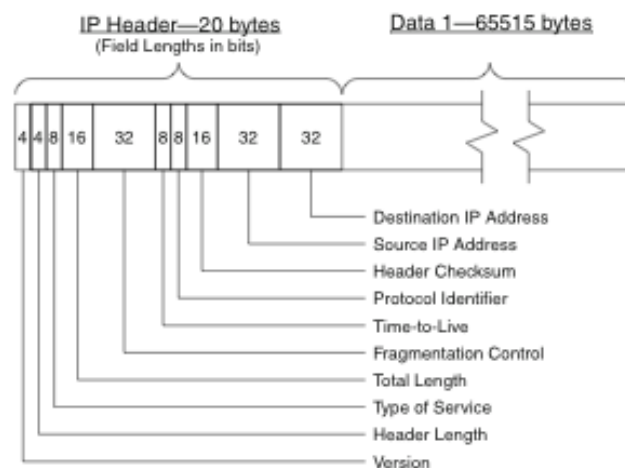 IP Header—20 bytes
(Field Lengths in bits)
Data 1—65515 bytes
4 4 8 16 32 8 8 16 32 32
Destination IP Address
Source IP Address
Header Checksum
Protocol Identifier
Time-to-Live
Fragmentation Control
Total Length
Type of Service
Header Length
Version